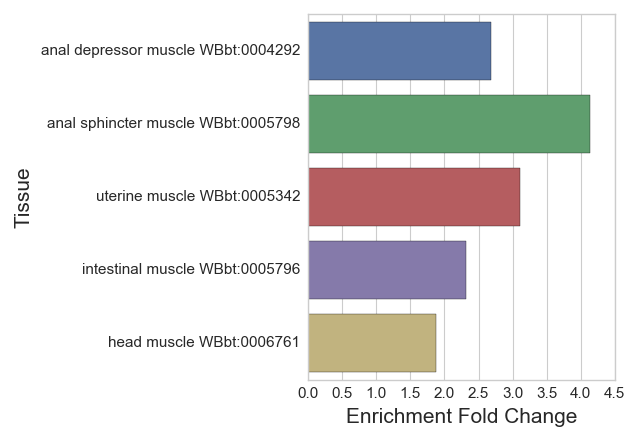 anal depressor muscle WBbt:0004292
anal sphincter muscle WBbt:0005798
uterine muscle WBbt:0005342
intestinal muscle WBbt:0005796
head muscle WBbt:0006761
Tissue
0.0 0.5 1.0 1.5 2.0 2.5 3.0 3.5 4.0 4.5
Enrichment Fold Change